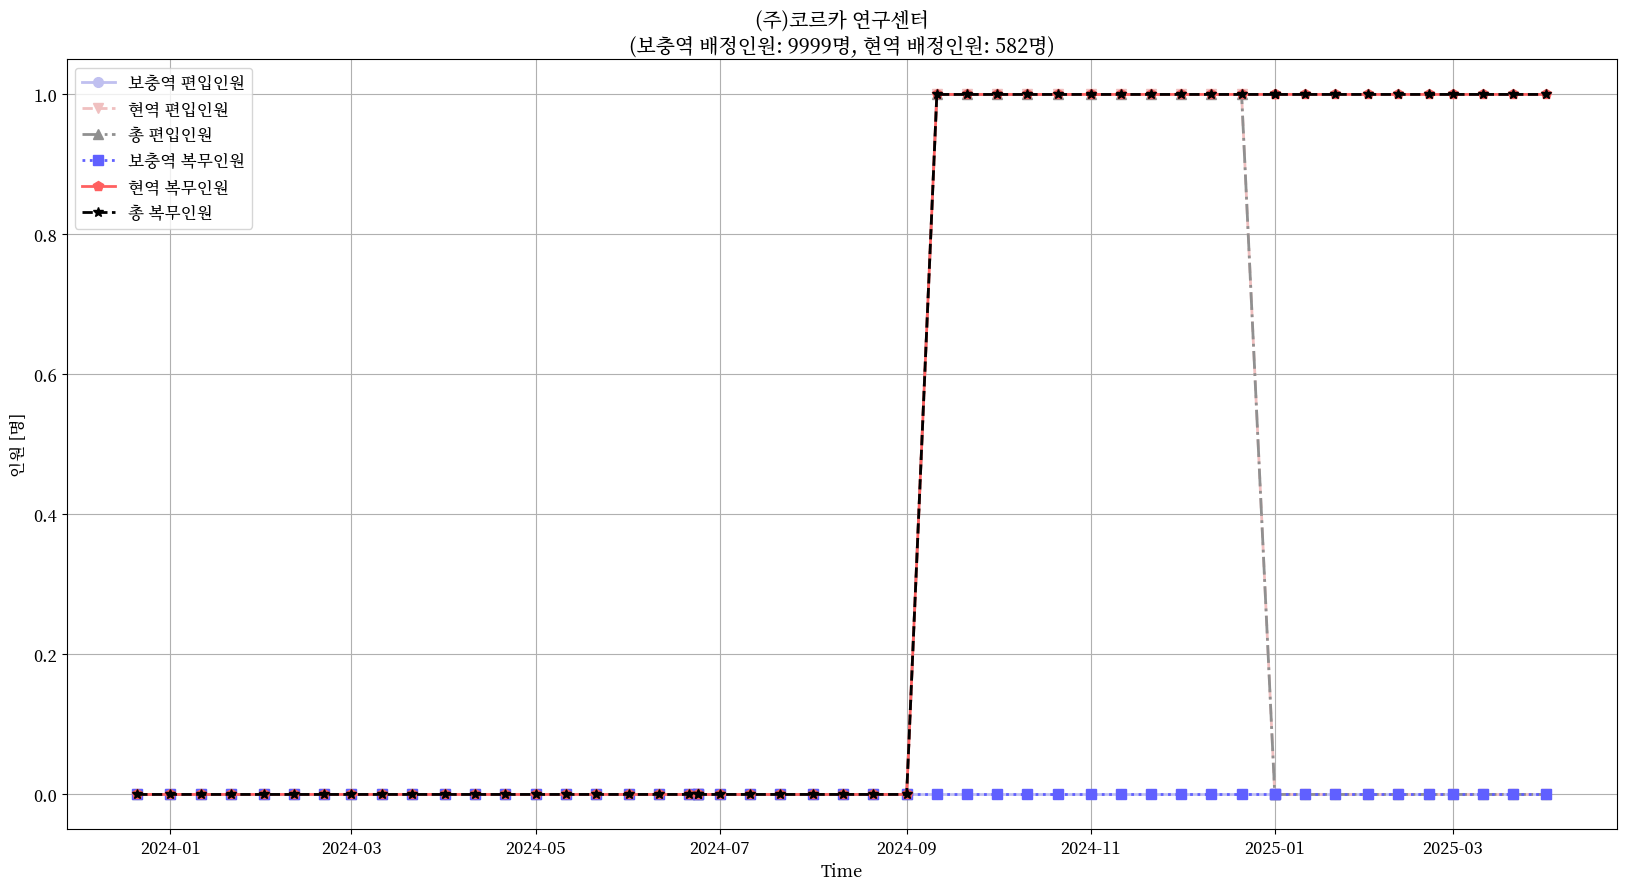 (주)코르카 연구센터
(보충역 배정인원: 9999명, 현역 배정인원: 582명)
보충역 편입인원
현역 편입인원
총 편입인원
보충역 복무인원
현역 복무인원
총 복무인원
인원 [명]
1.0
0.8
0.6
0.4
0.2
0.0
2024-01 2024-03 2024-05 2024-07 2024-09 2024-11 2025-01 2025-03
Time